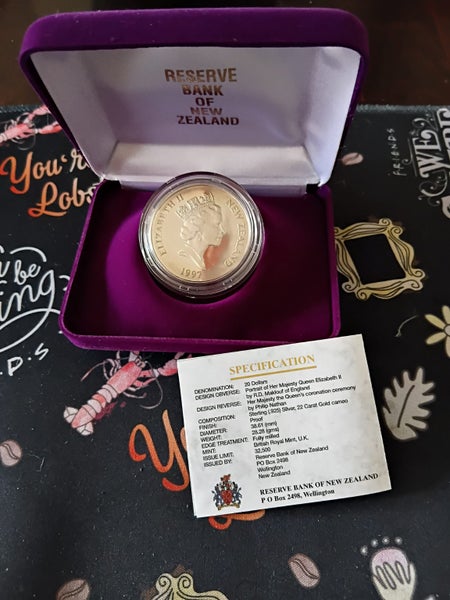 RESERVE
BANK
OF
NEW
ZEALAND
ELIZABETH II NEW ZEALAND
1997
You're
Lobs
FRIENDS
WE
be
D.S
SPECIFICATION
DENOMINATION: 20 Dollars
DESIGN OBVERSE: Portrait of Her Majesty Queen Elizabeth II
by R.D. Maklouf of England
DESIGN REVERSE: Her Majesty the Queen's coronation ceremony
by Philip Nathan
COMPOSITION: Sterling (.925) Silver, 22 Carat Gold cameo
FINISH: Proof
DIAMETER: 38.61 (mm)
WEIGHT: 28.28 (gms)
EDGE TREATMENT: Fully milled
MINT: British Royal Mint, U.K.
ISSUE LIMIT: 32,500
ISSUED BY: Reserve Bank of New Zealand
PO Box 2498
Wellington
New Zealand
RESERVE BANK OF NEW ZEALAND
P O Box 2498, Wellington